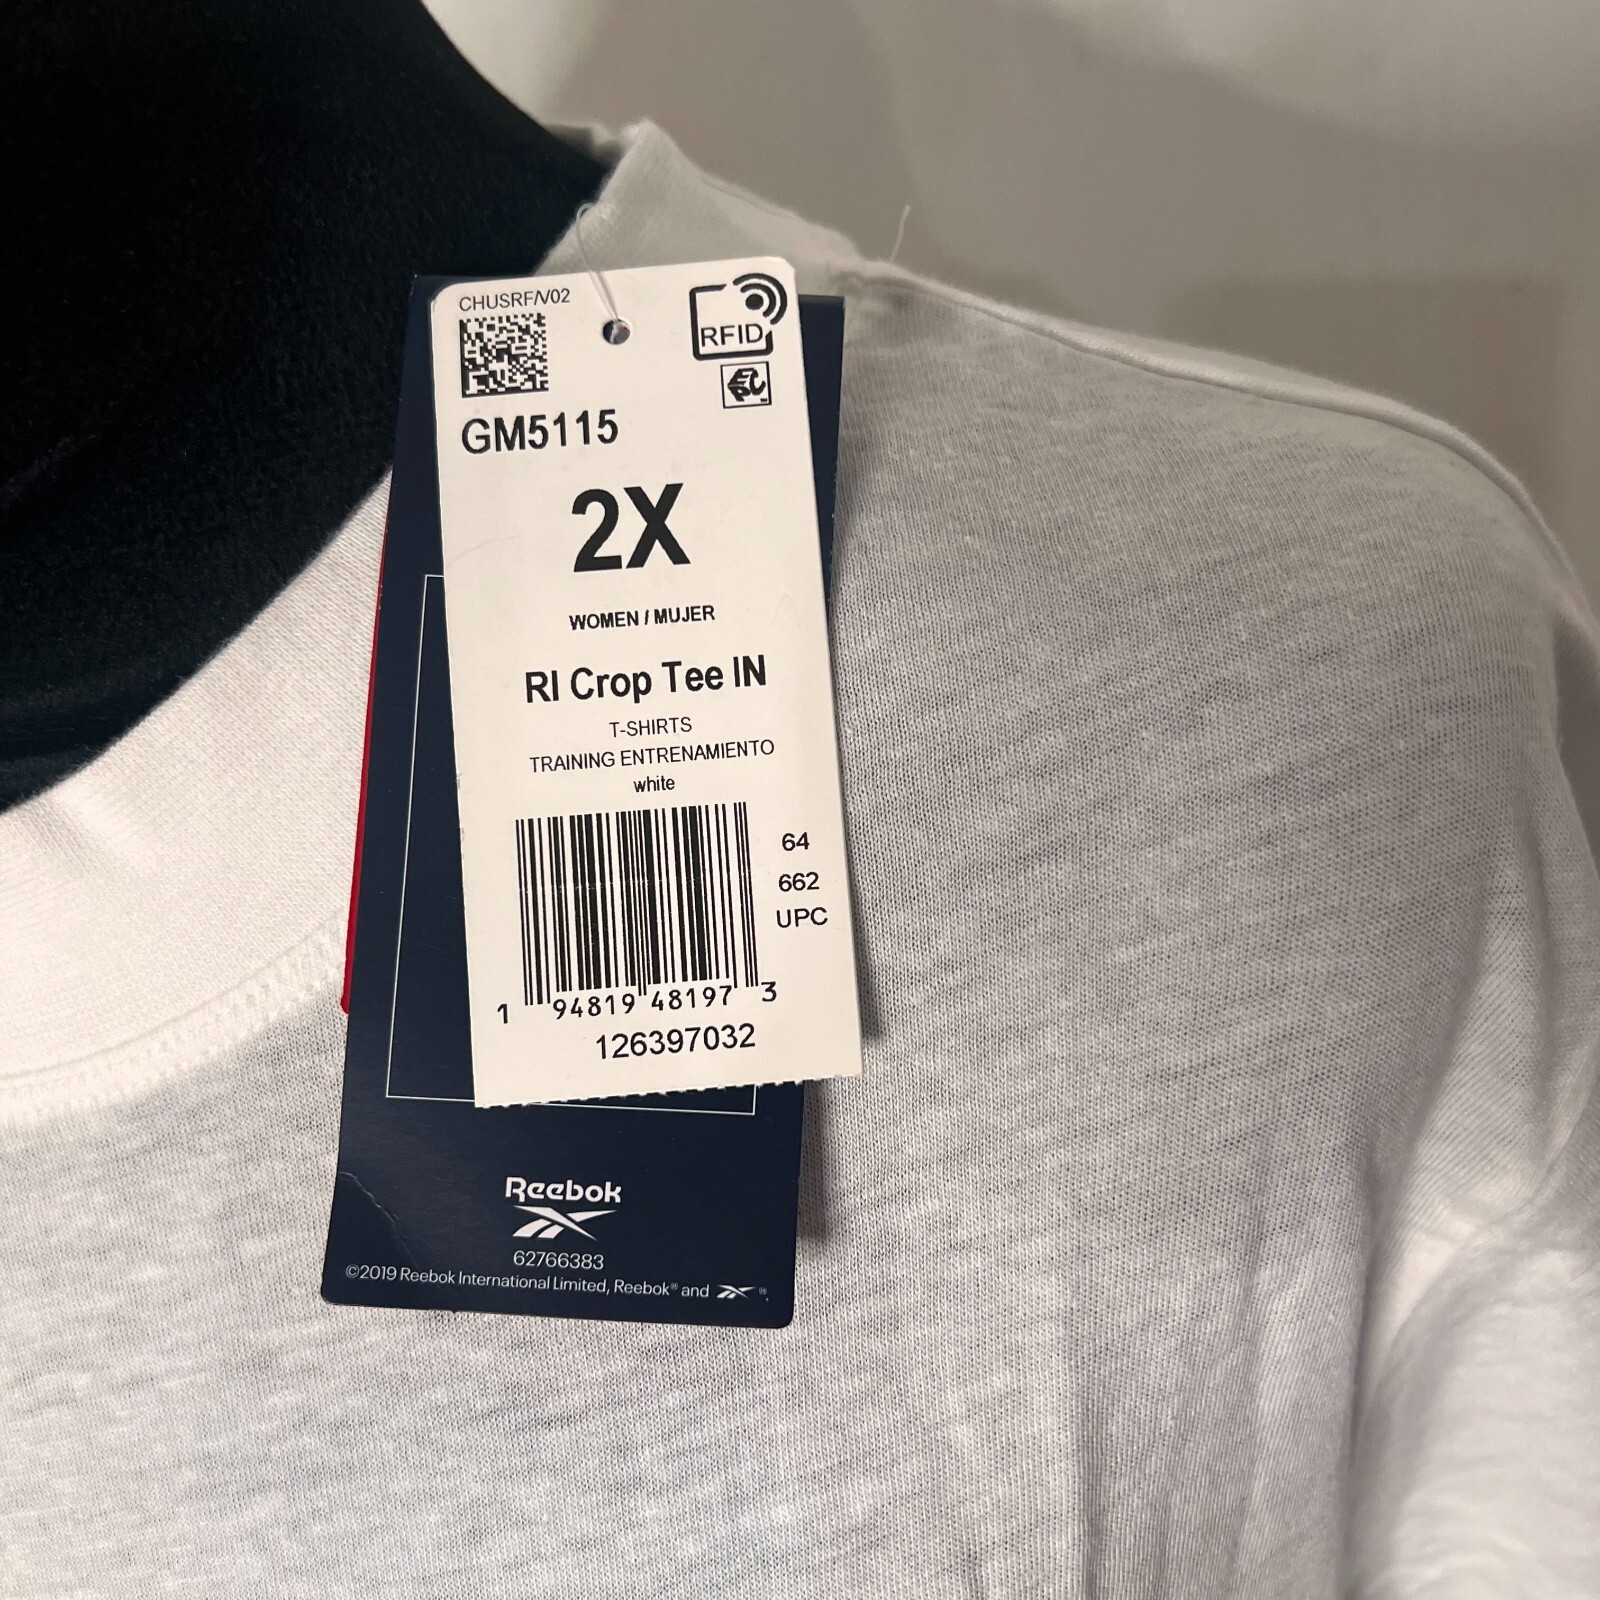 CHUSRF/V02
RFID
EPC
GM5115
2X
WOMEN / MUJER
RI Crop Tee IN
T-SHIRTS
TRAINING ENTRENAMIENTO
white
64
662
UPC
1 94819 48197 3
126397032
Reebok
62766383
©2019 Reebok International Limited, Reebok® and ®.